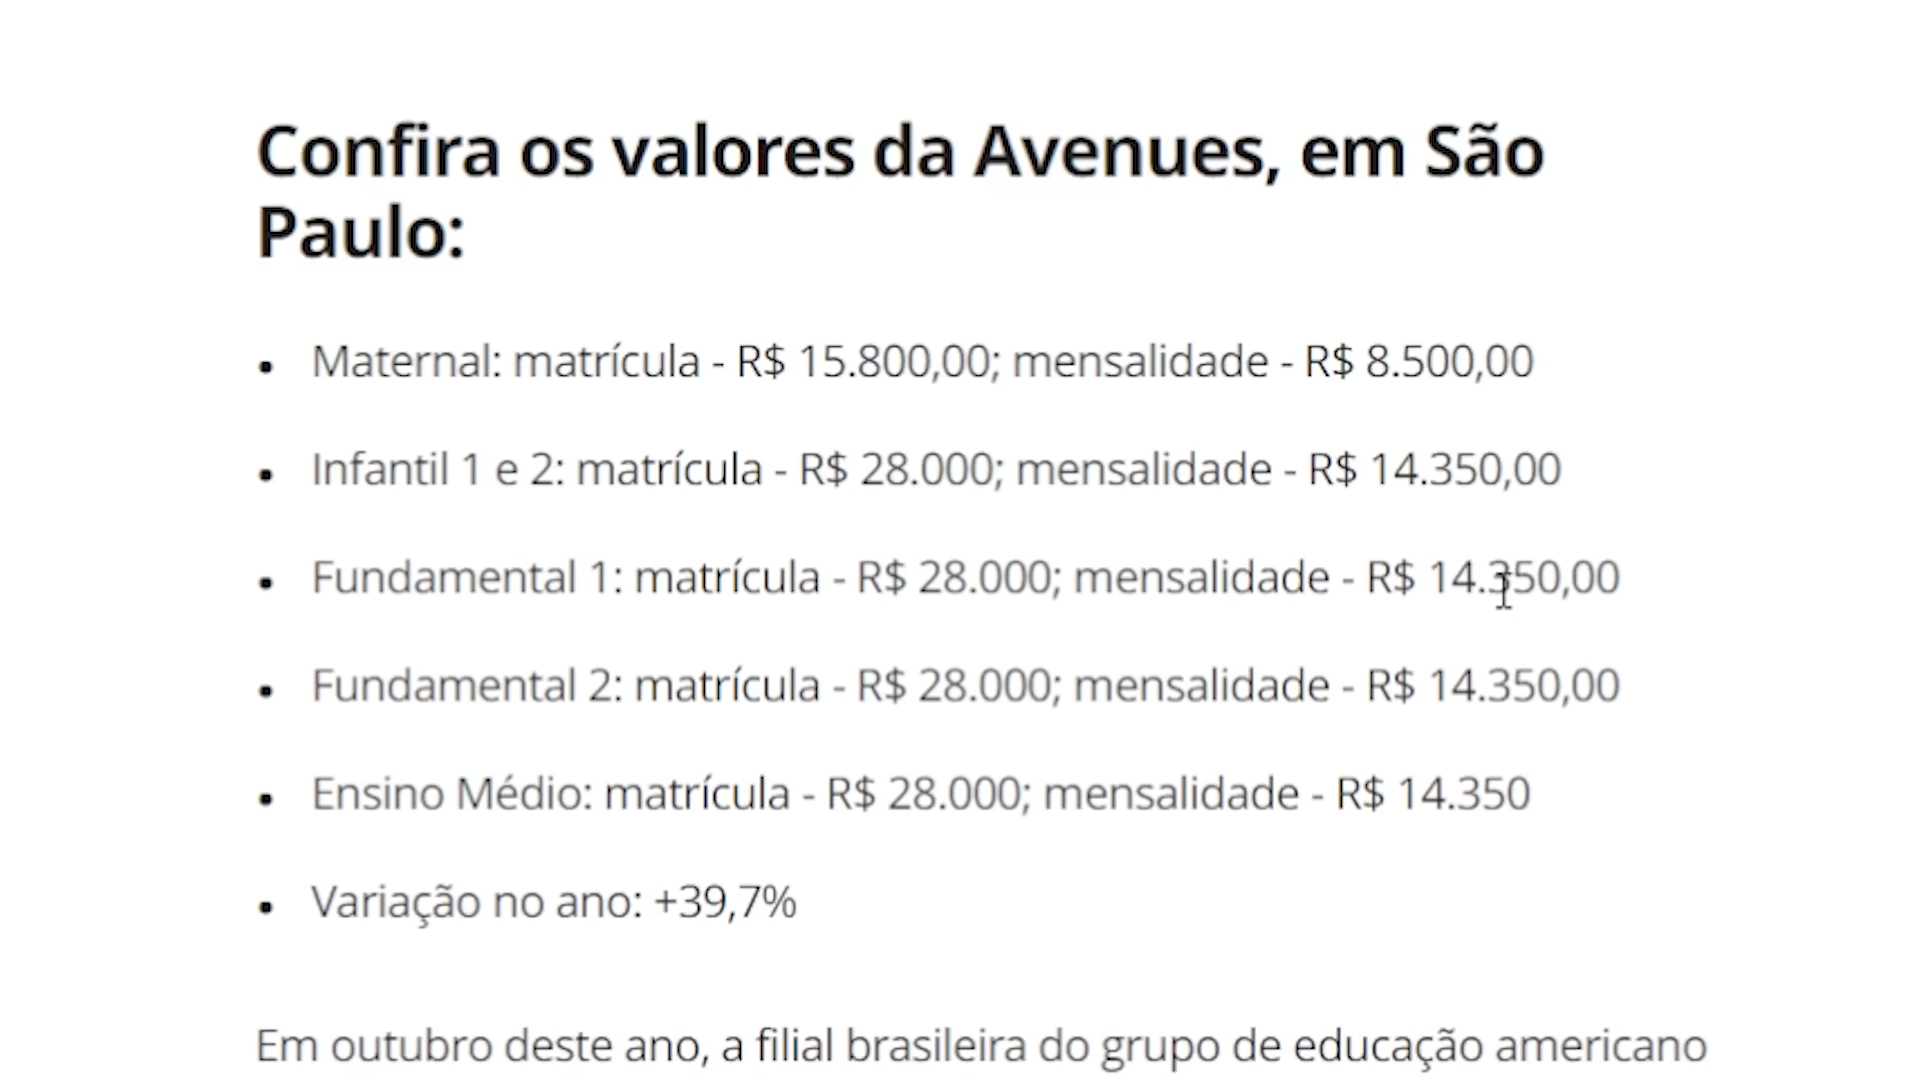 Confira os valores da Avenues, em São
Paulo:
• Maternal: matrícula - R$ 15.800,00; mensalidade - R$ 8.500,00
• Infantil 1 e 2: matrícula - R$ 28.000; mensalidade - R$ 14.350,00
• Fundamental 1: matrícula - R$ 28.000; mensalidade - R$ 14.350,00
• Fundamental 2: matrícula - R$ 28.000; mensalidade - R$ 14.350,00
• Ensino Médio: matrícula - R$ 28.000; mensalidade - R$ 14.350
• Variação no ano: +39,7%
Em outubro deste ano, a filial brasileira do grupo de educação americano